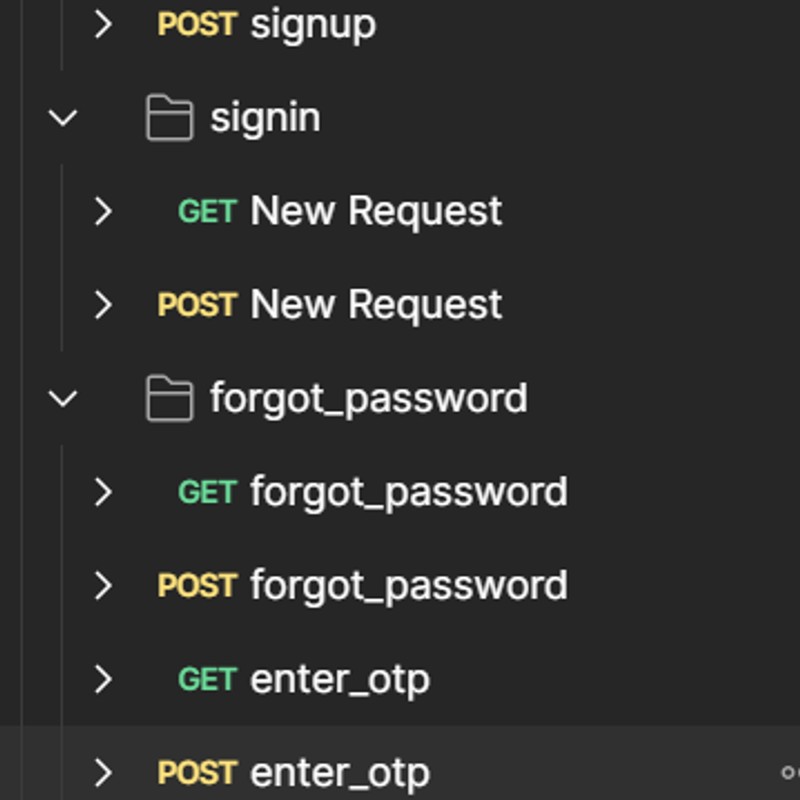 POST signup
signin
GET New Request
POST New Request
forgot_password
GET forgot_password
POST forgot_password
GET enter_otp
POST enter_otp